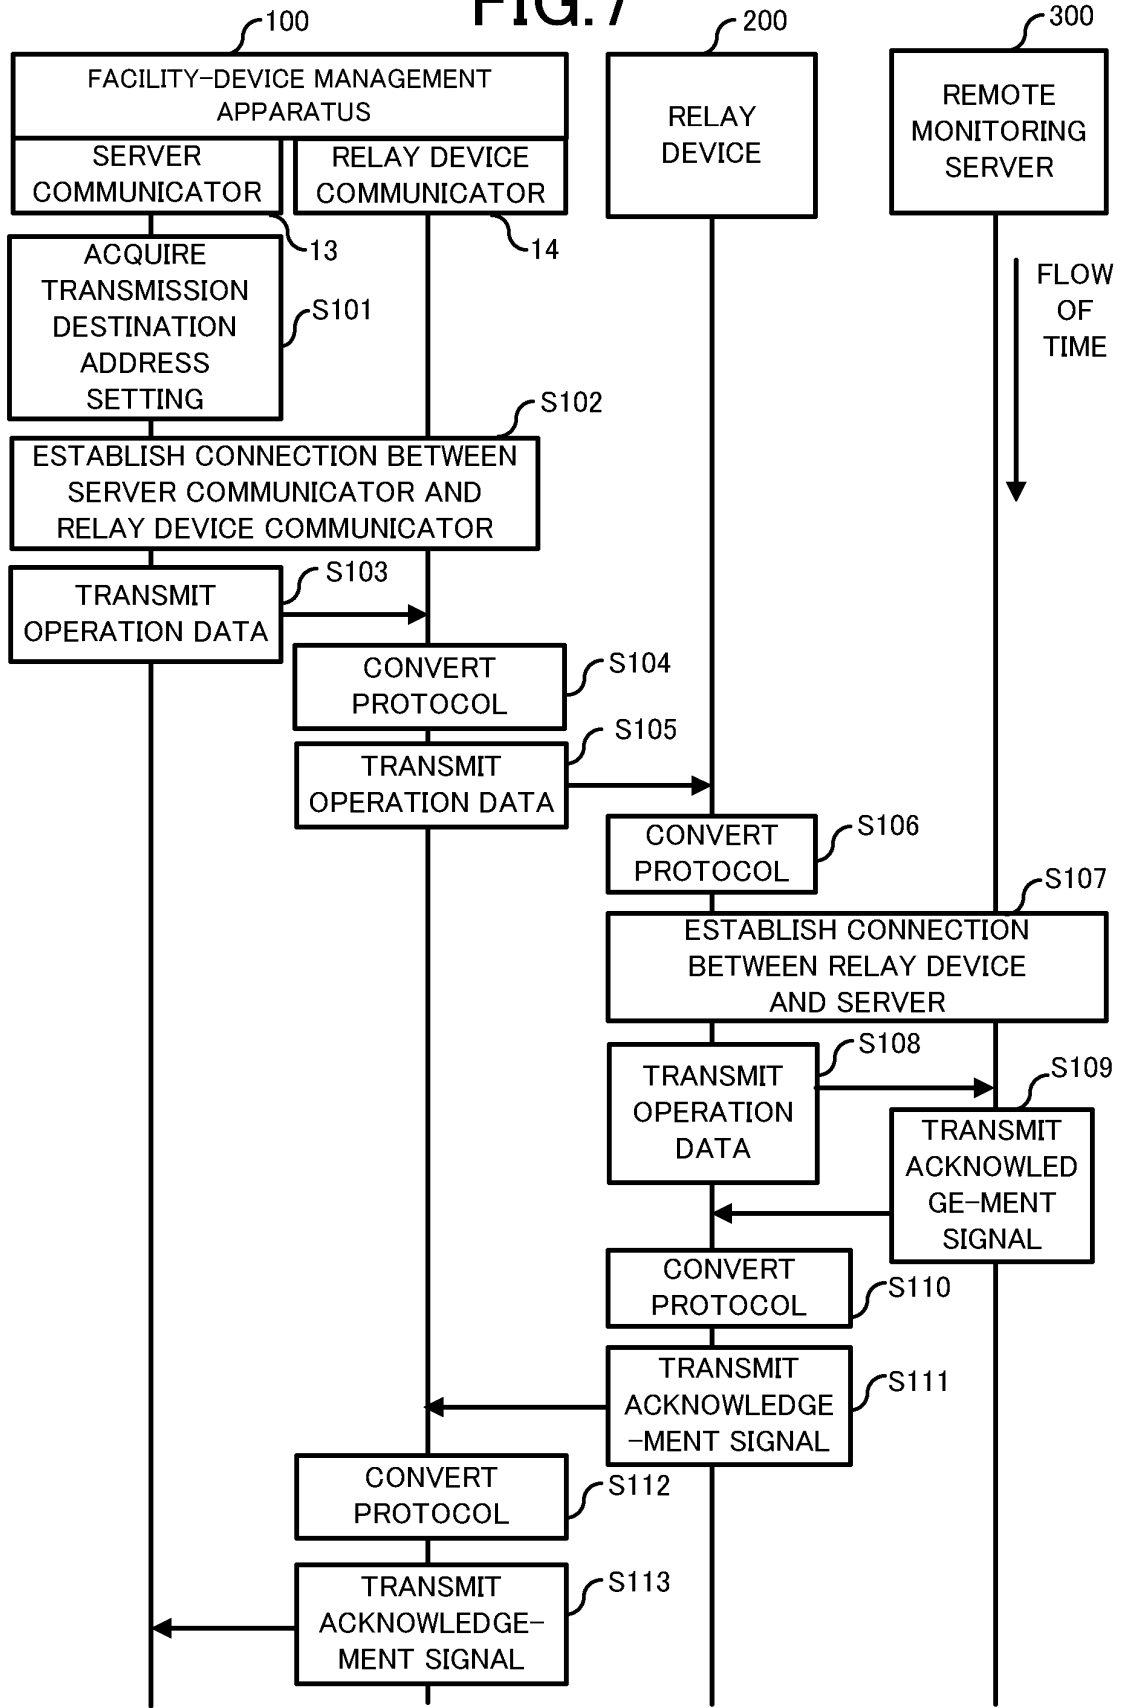 FIG.7
100
200
300
FACILITY-DEVICE MANAGEMENT
APPARATUS
SERVER
COMMUNICATOR
RELAY DEVICE
COMMUNICATOR
RELAY
DEVICE
REMOTE
MONITORING
SERVER
13
14
ACQUIRE
TRANSMISSION
DESTINATION
ADDRESS
SETTING
S101
FLOW
OF
TIME
S102
ESTABLISH CONNECTION BETWEEN
SERVER COMMUNICATOR AND
RELAY DEVICE COMMUNICATOR
S103
TRANSMIT
OPERATION DATA
CONVERT
PROTOCOL
S104
S105
TRANSMIT
OPERATION DATA
CONVERT
PROTOCOL
S106
S107
ESTABLISH CONNECTION
BETWEEN RELAY DEVICE
AND SERVER
S108
TRANSMIT
OPERATION
DATA
S109
TRANSMIT
ACKNOWLED
GE-MENT
SIGNAL
CONVERT
PROTOCOL
S110
TRANSMIT
ACKNOWLEDGE
-MENT SIGNAL
S111
CONVERT
PROTOCOL
S112
TRANSMIT
ACKNOWLEDGE-
MENT SIGNAL
S113